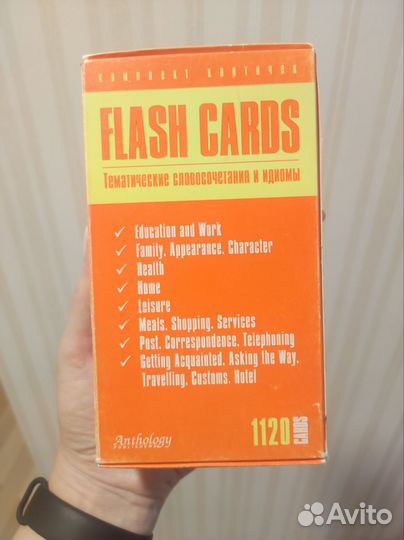 комплект карточек
FLASH CARDS
Тематические словосочетания и идиомы
✓ Education and Work
✓ Family. Appearance. Character
✓ Health
✓ Home
✓ Leisure
✓ Meals. Shopping. Services
✓ Post. Correspondence. Telephoning
✓ Getting Acquainted. Asking the Way.
Travelling. Customs. Hotel
Anthology
PUBLISHERS
1120 CARDS
Avito